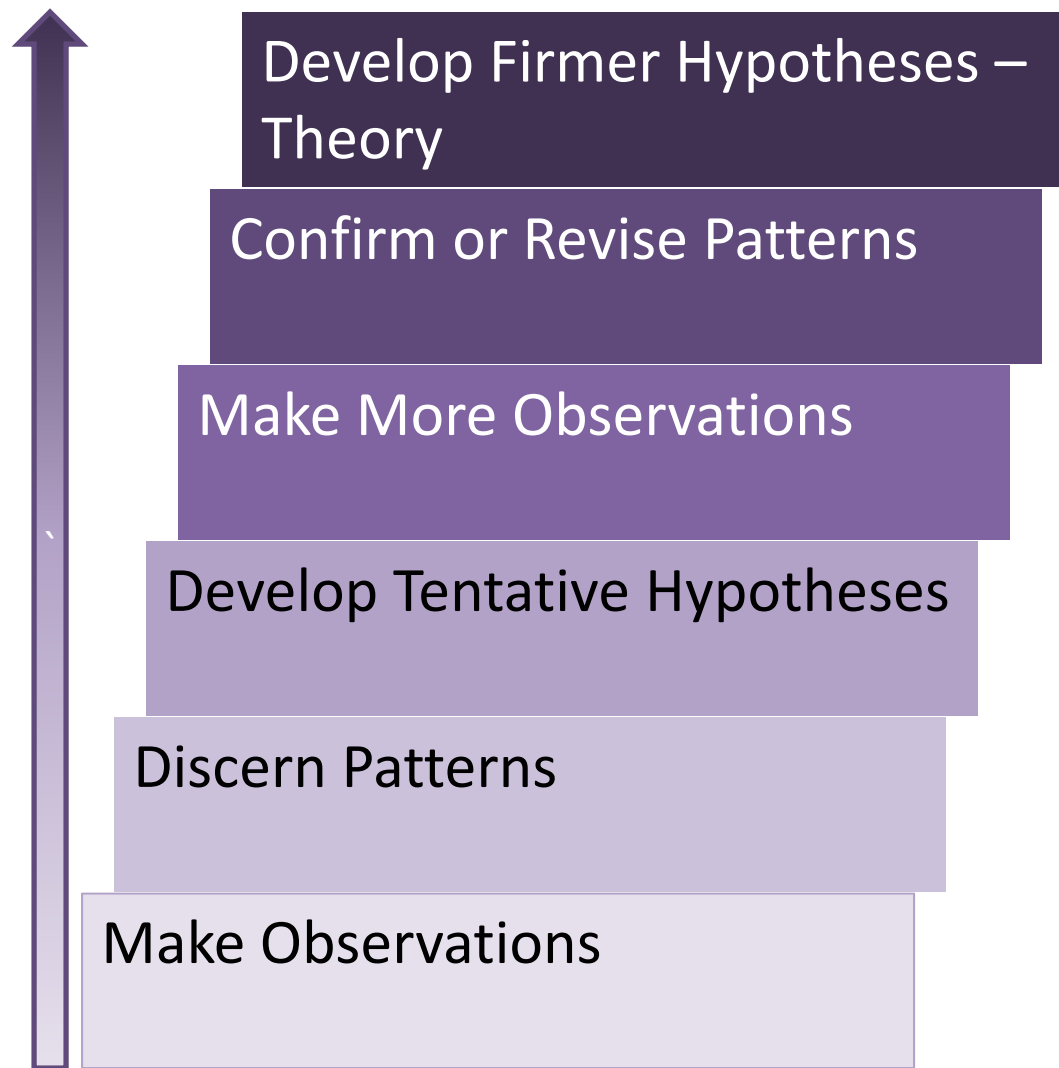 Develop Firmer Hypotheses –
Theory
Confirm or Revise Patterns
Make More Observations
`
Develop Tentative Hypotheses
Discern Patterns
Make Observations